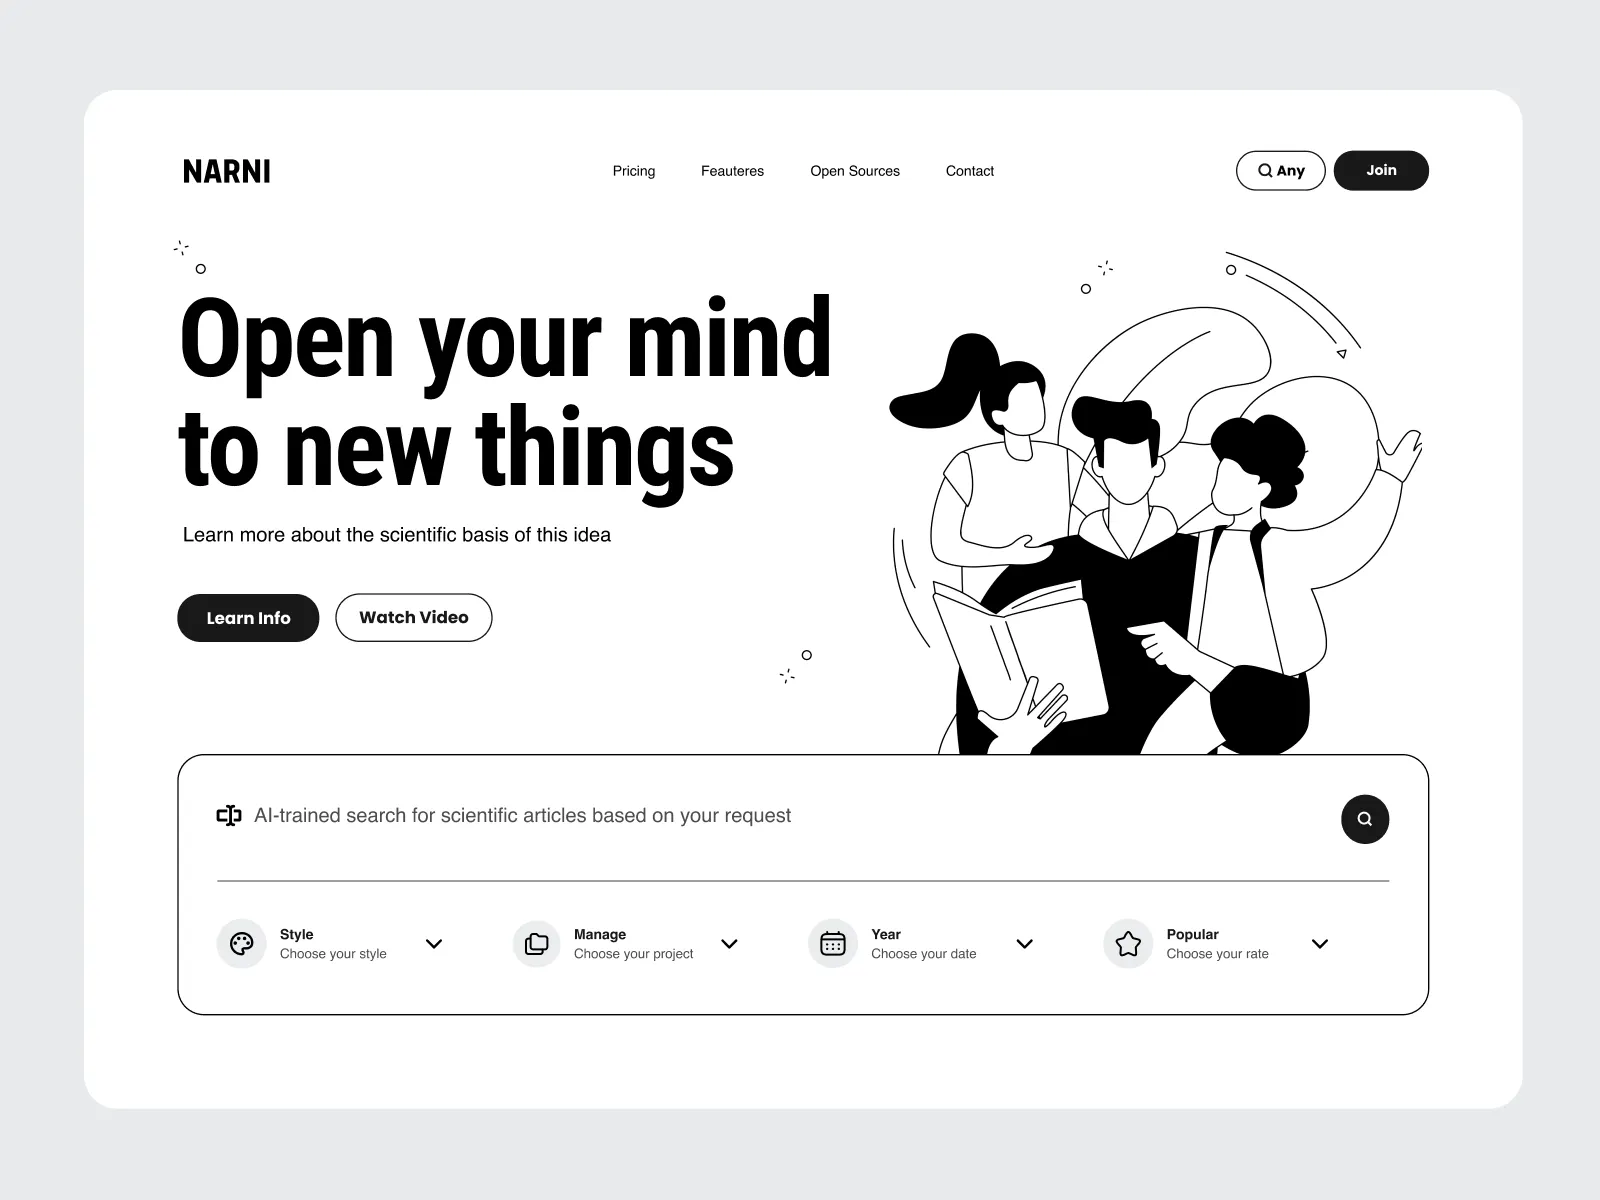 NARNI
Pricing
Feauteres
Open Sources
Contact
Any
Join
Open your mind
to new things
Learn more about the scientific basis of this idea
Learn Info
Watch Video
AI-trained search for scientific articles based on your request
Style
Choose your style
Manage
Choose your project
Year
Choose your date
Popular
Choose your rate